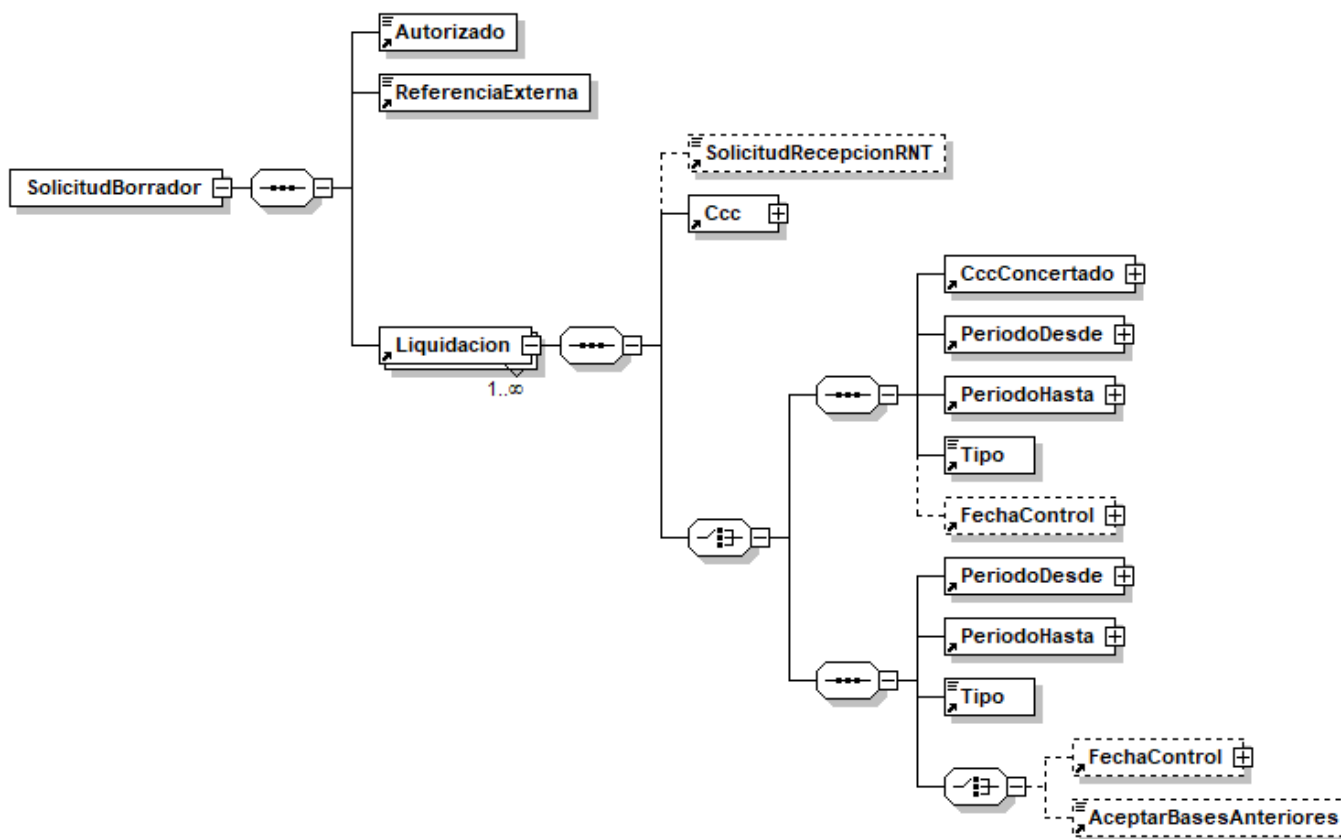 Autorizado
ReferenciaExterna
SolicitudRecepcionRNT
SolicitudBorrador
Ccc
CccConcertado
PeriodoDesde
Liquidacion
1..∞
PeriodoHasta
Tipo
FechaControl
PeriodoDesde
PeriodoHasta
Tipo
FechaControl
AceptarBasesAnteriores